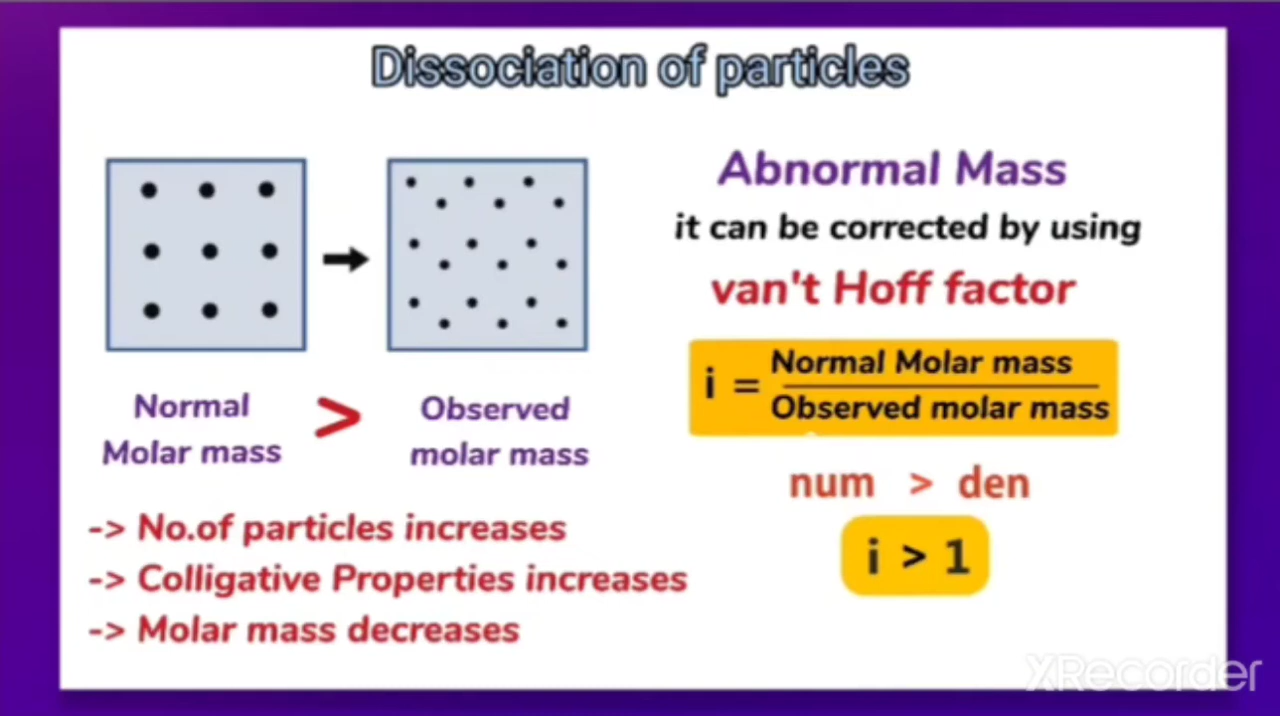 Dissociation of particles
Abnormal Mass
it can be corrected by using
van't Hoff factor
i = Normal Molar mass
Observed molar mass
Normal
Molar mass
>
Observed
molar mass
num > den
i > 1
-> No.of particles increases
-> Colligative Properties increases
-> Molar mass decreases
XRecorder